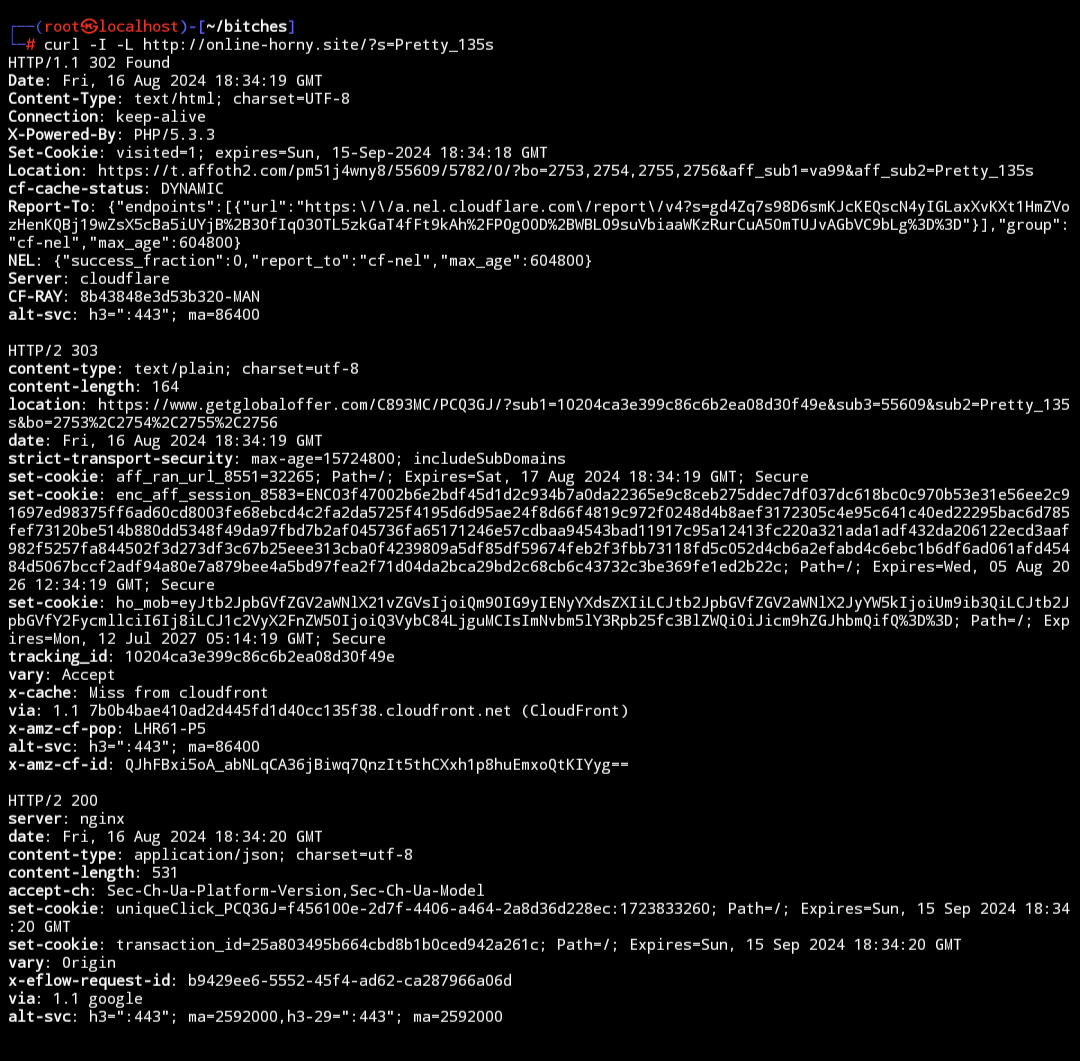 ┌──(root㉿localhost)-[~/bitches]
└─# curl -I -L http://online-horny.site/?s=Pretty_135s
HTTP/1.1 302 Found
Date: Fri, 16 Aug 2024 18:34:19 GMT
Content-Type: text/html; charset=UTF-8
Connection: keep-alive
X-Powered-By: PHP/5.3.3
Set-Cookie: visited=1; expires=Sun, 15-Sep-2024 18:34:18 GMT
Location: https://t.affoth2.com/pm51j4wny8/55609/5782/0/?bo=2753,2754,2755,2756&aff_sub1=va99&aff_sub2=Pretty_135s
cf-cache-status: DYNAMIC
Report-To: {"endpoints":[{"url":"https:\/\/a.nel.cloudflare.com\/report\/v4?s=gd4Zq7s98D6smKJcKEQscN4yIGLaxXvKXt1HmZVo
zHenKQBj19wZsX5cBa5iUYjB%2B30fIq030TL5zkGaT4fFt9kAh%2FPOg0OD%2BWBL09suVbiaaWKzRurCuA50mTUJvAGbVC9bLg%3D%3D"}],"group":
"cf-nel","max_age":604800}
NEL: {"success_fraction":0,"report_to":"cf-nel","max_age":604800}
Server: cloudflare
CF-RAY: 8b43848e3d53b320-MAN
alt-svc: h3=":443"; ma=86400
HTTP/2 303
content-type: text/plain; charset=utf-8
content-length: 164
location: https://www.getglobaloffer.com/C893MC/PCQ3GJ/?sub1=10204ca3e399c86c6b2ea08d30f49e&sub3=55609&sub2=Pretty_135
s&bo=2753%2C2754%2C2755%2C2756
date: Fri, 16 Aug 2024 18:34:19 GMT
strict-transport-security: max-age=15724800; includeSubDomains
set-cookie: aff_ran_url_8551=32265; Path=/; Expires=Sat, 17 Aug 2024 18:34:19 GMT; Secure
set-cookie: enc_aff_session_8583=ENC03f47002b6e2bdf45d1d2c934b7a0da22365e9c8ceb275ddec7df037dc618bc0c970b53e31e56ee2c9
1697ed98375ff6ad60cd8003fe68ebcd4c2fa2da5725f4195d6d95ae24f8d66f4819c972f0248d4b8aef3172305c4e95c641c40ed22295bac6d785
fef73120be514b880dd5348f49da97fbd7b2af045736fa65171246e57cdbaa94543bad11917c95a12413fc220a321ada1adf432da206122ecd3aaf
982f5257fa844502f3d273df3c67b25eee313cba0f4239809a5df85df59674feb2f3fbb73118fd5c052d4cb6a2efabd4c6ebc1b6df6ad061afd454
84d5067bccf2adf94a80e7a879bee4a5bd97fea2f71d04da2bca29bd2c68cb6c43732c3be369fe1ed2b22c; Path=/; Expires=Wed, 05 Aug 20
26 12:34:19 GMT; Secure
set-cookie: ho_mob=eyJtb2JpbGVfZGV2aWNlX21vZGVsIjoiQm90IG9yIENyYXdsZXIiLCJtb2JpbGVfZGV2aWNlX2JyYW5kIjoiUm9ib3QiLCJtb2J
pbGVfY2FycmllciI6Ij8iLCJ1c2VyX2FnZW50IjoiQ3VybC84LjguMCIsImNvbm5lY3Rpb25fc3BlZWQiOiJicm9hZGJhbmQifQ%3D%3D; Path=/; Exp
ires=Mon, 12 Jul 2027 05:14:19 GMT; Secure
tracking_id: 10204ca3e399c86c6b2ea08d30f49e
vary: Accept
x-cache: Miss from cloudfront
via: 1.1 7b0b4bae410ad2d445fd1d40cc135f38.cloudfront.net (CloudFront)
x-amz-cf-pop: LHR61-P5
alt-svc: h3=":443"; ma=86400
x-amz-cf-id: QJhFBxi5oA_abNLqCA36jBiwq7QnzIt5thCXxh1p8huEmxoQtKIYyg==
HTTP/2 200
server: nginx
date: Fri, 16 Aug 2024 18:34:20 GMT
content-type: application/json; charset=utf-8
content-length: 531
accept-ch: Sec-Ch-Ua-Platform-Version,Sec-Ch-Ua-Model
set-cookie: uniqueClick_PCQ3GJ=f456100e-2d7f-4406-a464-2a8d36d228ec:1723833260; Path=/; Expires=Sun, 15 Sep 2024 18:34
:20 GMT
set-cookie: transaction_id=25a803495b664cbd8b1b0ced942a261c; Path=/; Expires=Sun, 15 Sep 2024 18:34:20 GMT
vary: Origin
x-eflow-request-id: b9429ee6-5552-45f4-ad62-ca287966a06d
via: 1.1 google
alt-svc: h3=":443"; ma=2592000,h3-29=":443"; ma=2592000